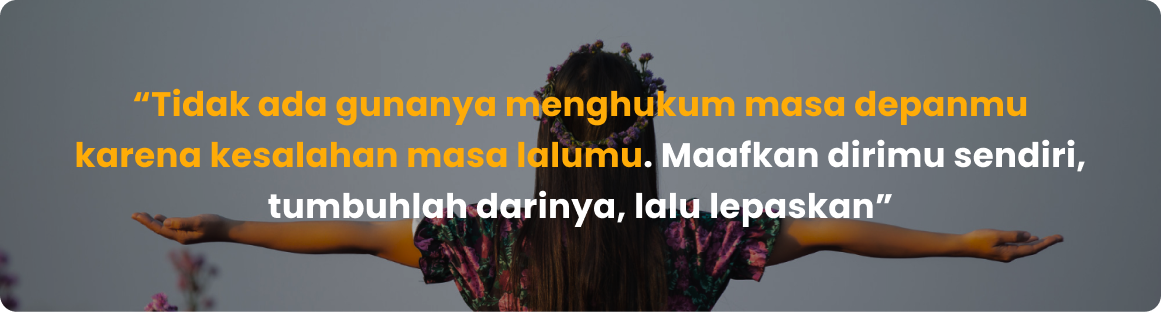 “Tidak ada gunanya menghukum masa depanmu
karena kesalahan masa lalumu. Maafkan dirimu sendiri,
tumbuhlah darinya, lalu lepaskan”